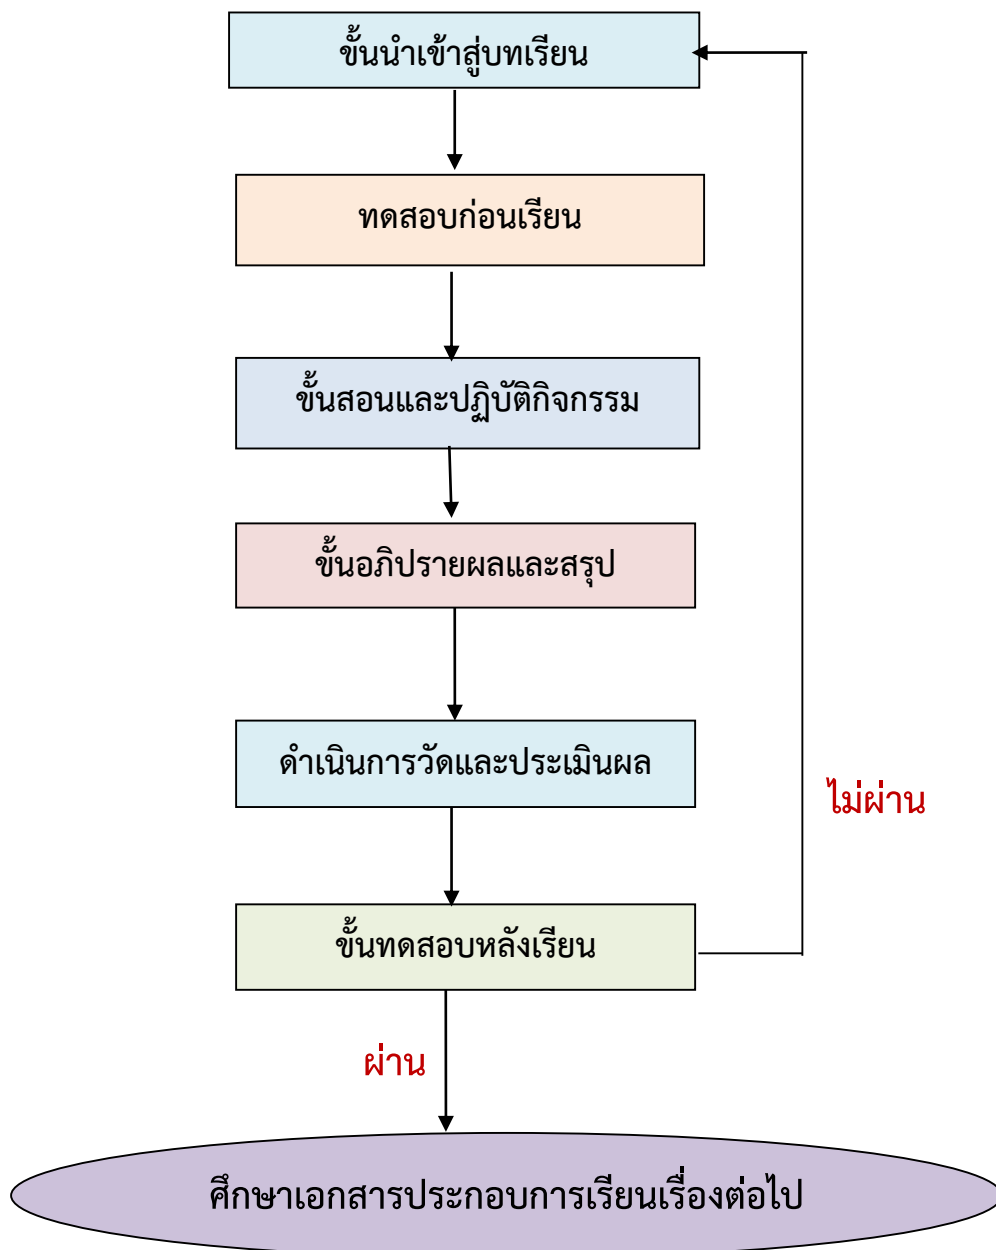 ขั้นนำเข้าสู่บทเรียน
ทดสอบก่อนเรียน
ขั้นสอนและปฏิบัติกิจกรรม
ขั้นอภิปรายผลและสรุป
ดำเนินการวัดและประเมินผล
ไม่ผ่าน
ขั้นทดสอบหลังเรียน
ผ่าน
ศึกษาเอกสารประกอบการเรียนเรื่องต่อไป